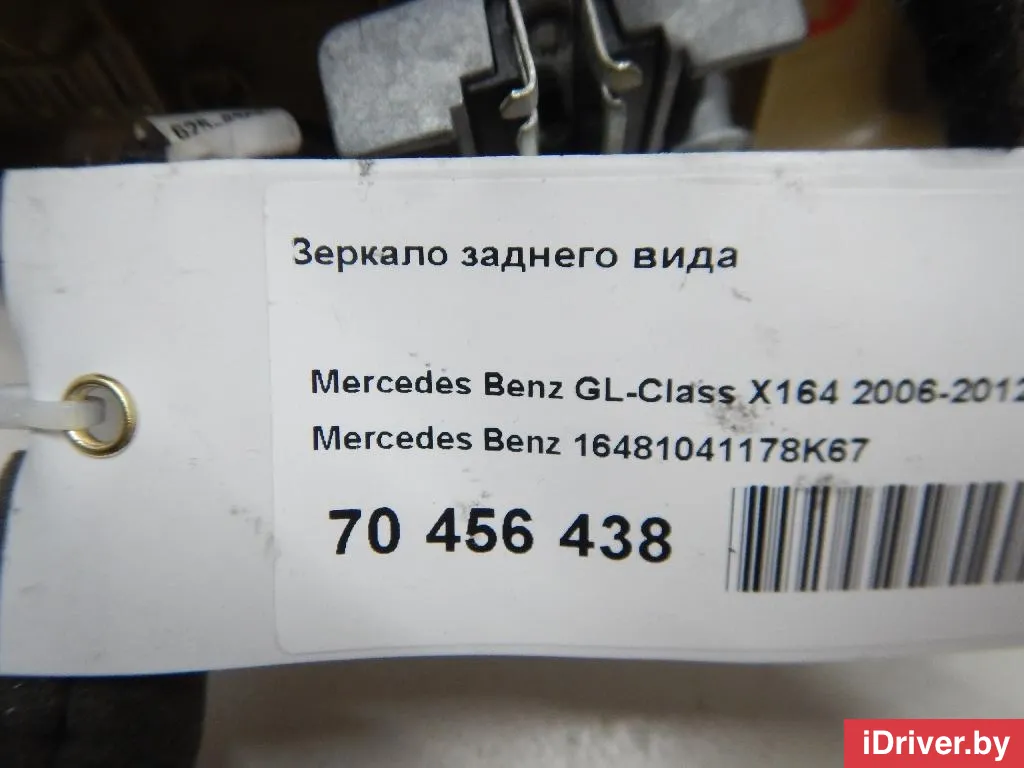 Зеркало заднего вида
Mercedes Benz GL-Class X164 2006-2012
Mercedes Benz 16481041178K67
70 456 438
iDriver.by